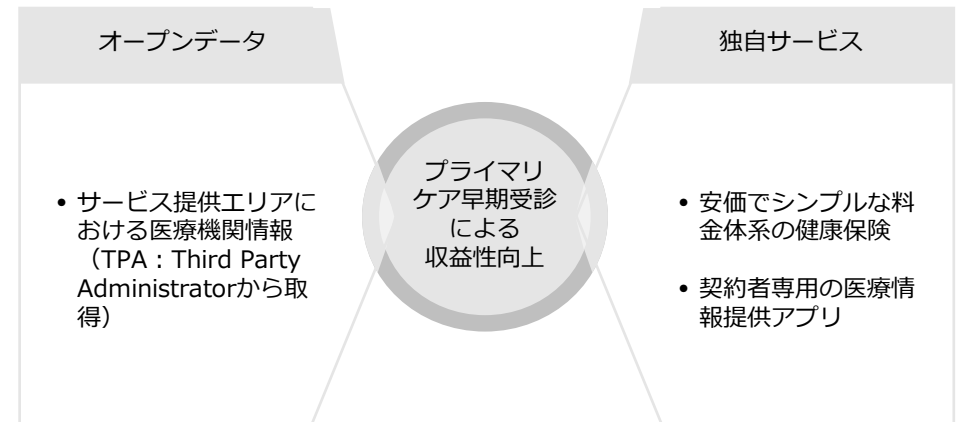 オープンデータ
独自サービス
• サービス提供エリアに
おける医療機関情報
（TPA：Third Party
Administratorから取
得）
プライマリ
ケア早期受診
による
収益性向上
• 安価でシンプルな料
金体系の健康保険
• 契約者専用の医療情
報提供アプリ